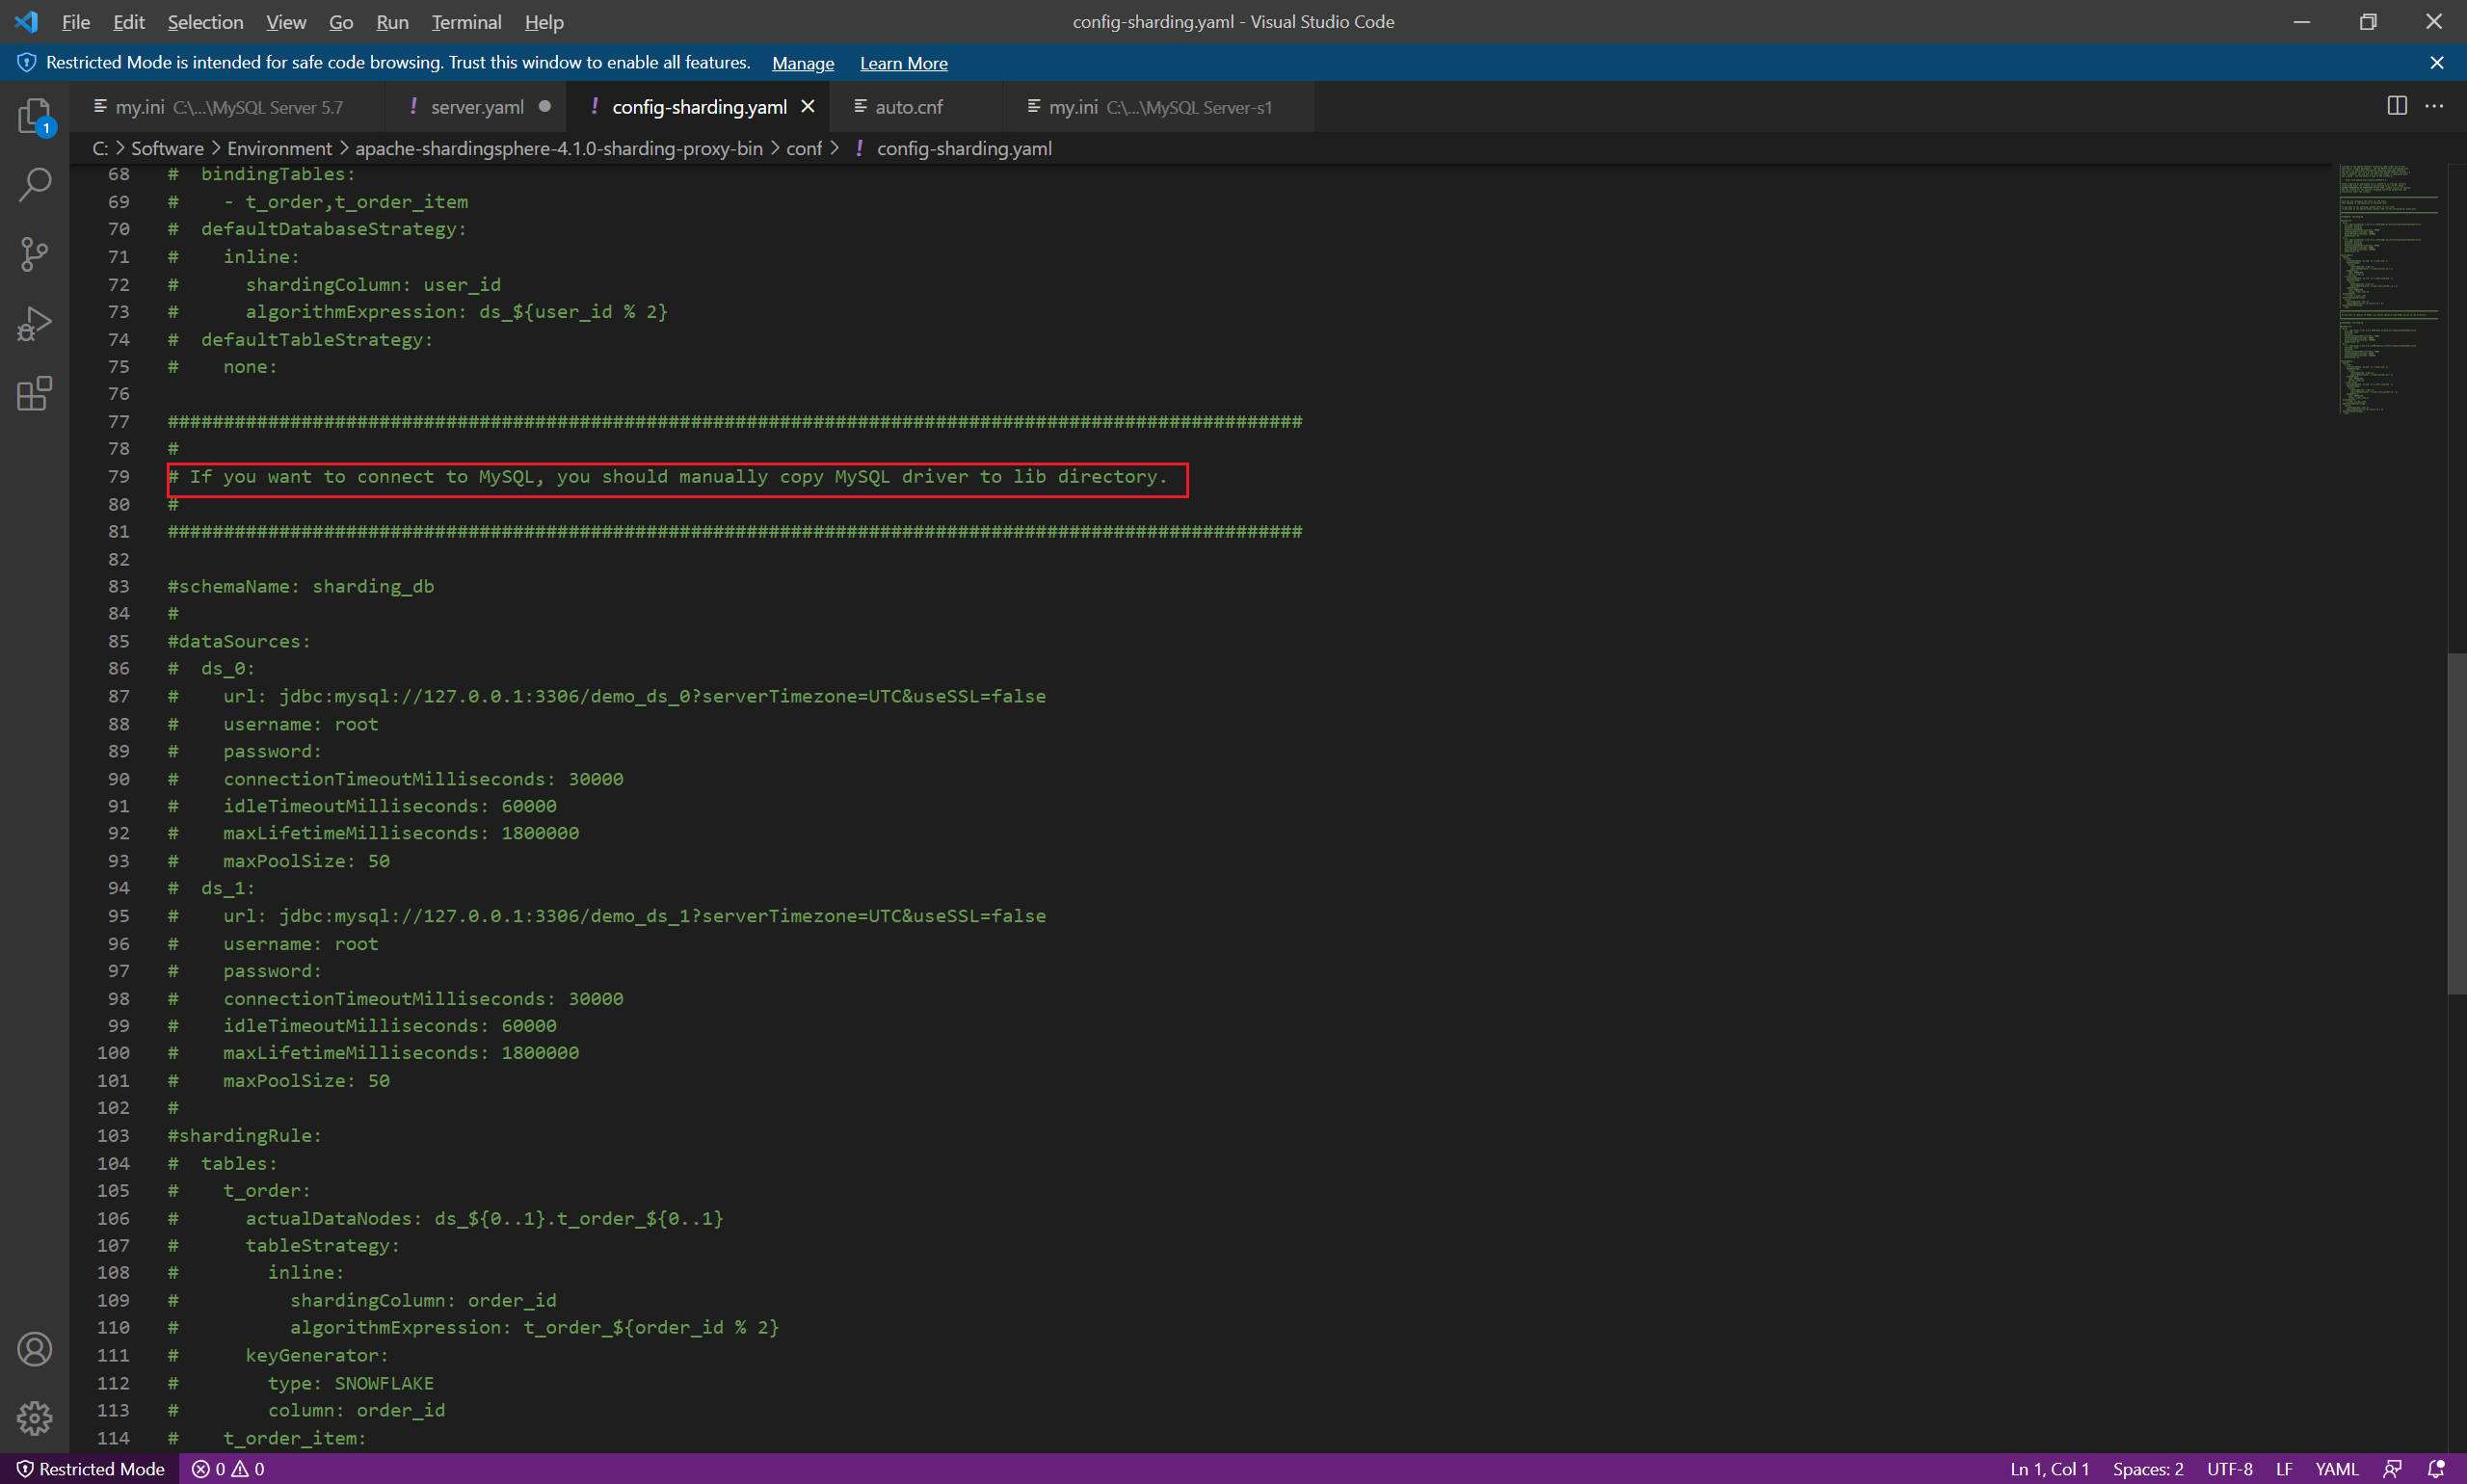 File Edit Selection View Go Run Terminal Help config-sharding.yaml - Visual Studio Code
Restricted Mode is intended for safe code browsing. Trust this window to enable all features. Manage Learn More
my.ini C:\...\MySQL Server 5.7 ! server.yaml ! config-sharding.yaml auto.cnf my.ini C:\...\MySQL Server-s1
C: > Software > Environment > apache-shardingsphere-4.1.0-sharding-proxy-bin > conf > ! config-sharding.yaml
1
68 #  bindingTables:
69 #    - t_order,t_order_item
70 #  defaultDatabaseStrategy:
71 #    inline:
72 #      shardingColumn: user_id
73 #      algorithmExpression: ds_${user_id % 2}
74 #  defaultTableStrategy:
75 #    none:
76
77 ######################################################################################################
78 #
79 # If you want to connect to MySQL, you should manually copy MySQL driver to lib directory.
80 #
81 ######################################################################################################
82
83 #schemaName: sharding_db
84 #
85 #dataSources:
86 #  ds_0:
87 #    url: jdbc:mysql://127.0.0.1:3306/demo_ds_0?serverTimezone=UTC&useSSL=false
88 #    username: root
89 #    password:
90 #    connectionTimeoutMilliseconds: 30000
91 #    idleTimeoutMilliseconds: 60000
92 #    maxLifetimeMilliseconds: 1800000
93 #    maxPoolSize: 50
94 #  ds_1:
95 #    url: jdbc:mysql://127.0.0.1:3306/demo_ds_1?serverTimezone=UTC&useSSL=false
96 #    username: root
97 #    password:
98 #    connectionTimeoutMilliseconds: 30000
99 #    idleTimeoutMilliseconds: 60000
100 #    maxLifetimeMilliseconds: 1800000
101 #    maxPoolSize: 50
102 #
103 #shardingRule:
104 #  tables:
105 #    t_order:
106 #      actualDataNodes: ds_${0..1}.t_order_${0..1}
107 #      tableStrategy:
108 #        inline:
109 #          shardingColumn: order_id
110 #          algorithmExpression: t_order_${order_id % 2}
111 #      keyGenerator:
112 #        type: SNOWFLAKE
113 #        column: order_id
114 #    t_order_item:
Restricted Mode 0 0 Ln 1, Col 1 Spaces: 2 UTF-8 LF YAML